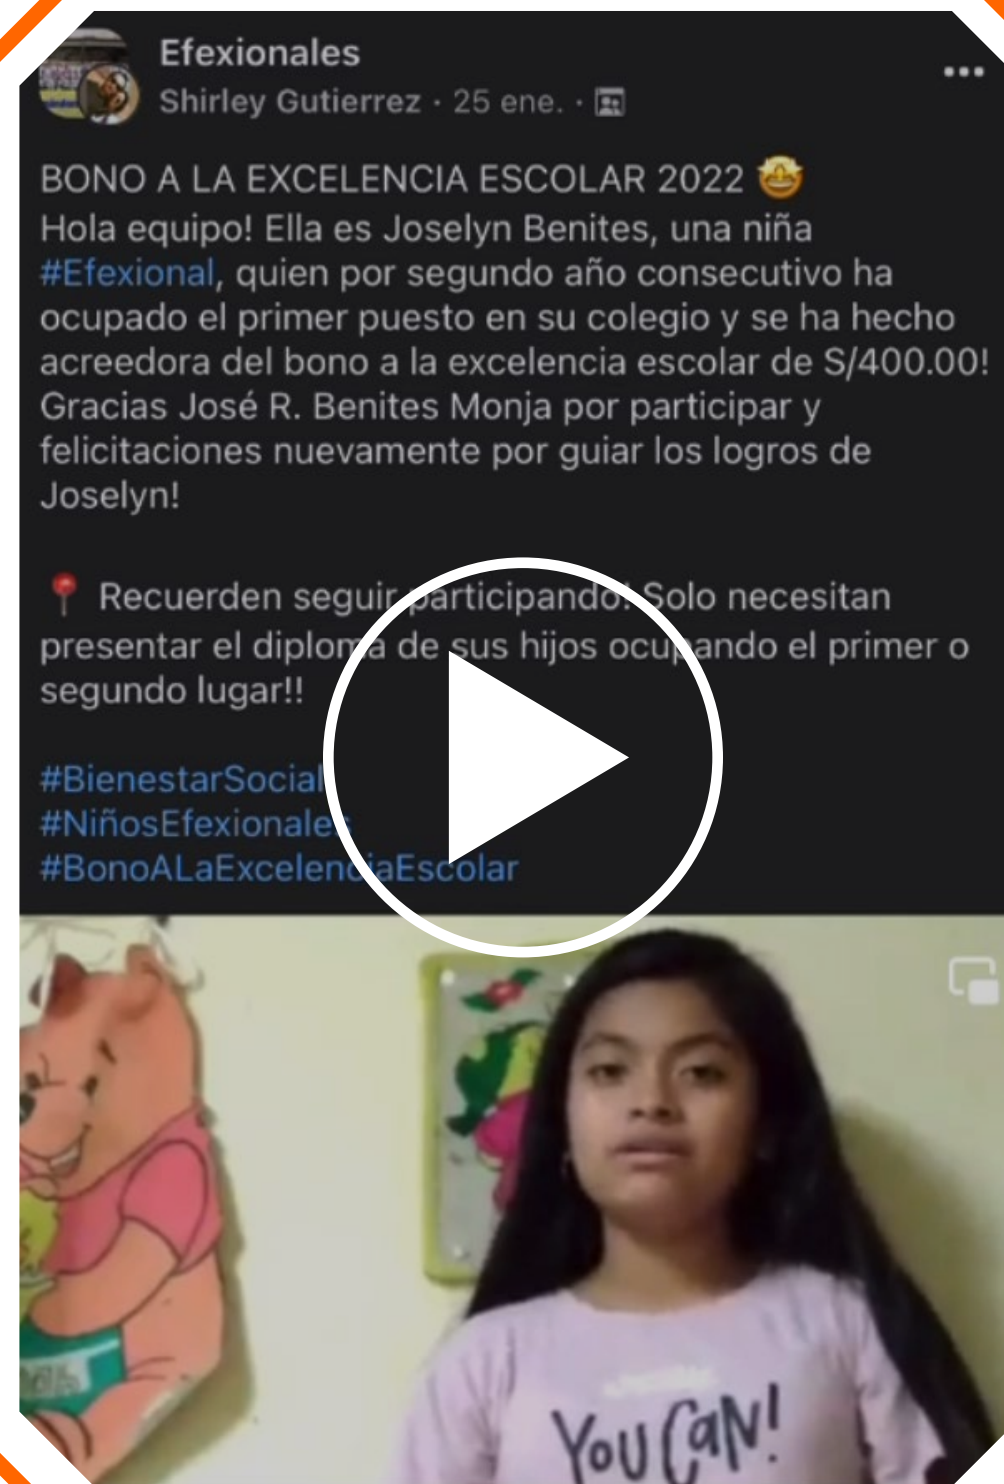 Efexionales
Shirley Gutierrez · 25 ene. ·
BONO A LA EXCELENCIA ESCOLAR 2022 🤩
Hola equipo! Ella es Joselyn Benites, una niña
#Efexional, quien por segundo año consecutivo ha
ocupado el primer puesto en su colegio y se ha hecho
acreedora del bono a la excelencia escolar de S/400.00!
Gracias José R. Benites Monja por participar y
felicitaciones nuevamente por guiar los logros de
Joselyn!
📍 Recuerden seguir participando! Solo necesitan
presentar el diploma de sus hijos ocupando el primer o
segundo lugar!!
#BienestarSocial
#NiñosEfexionales
#BonoALaExcelenciaEscolar
YOU CAN!